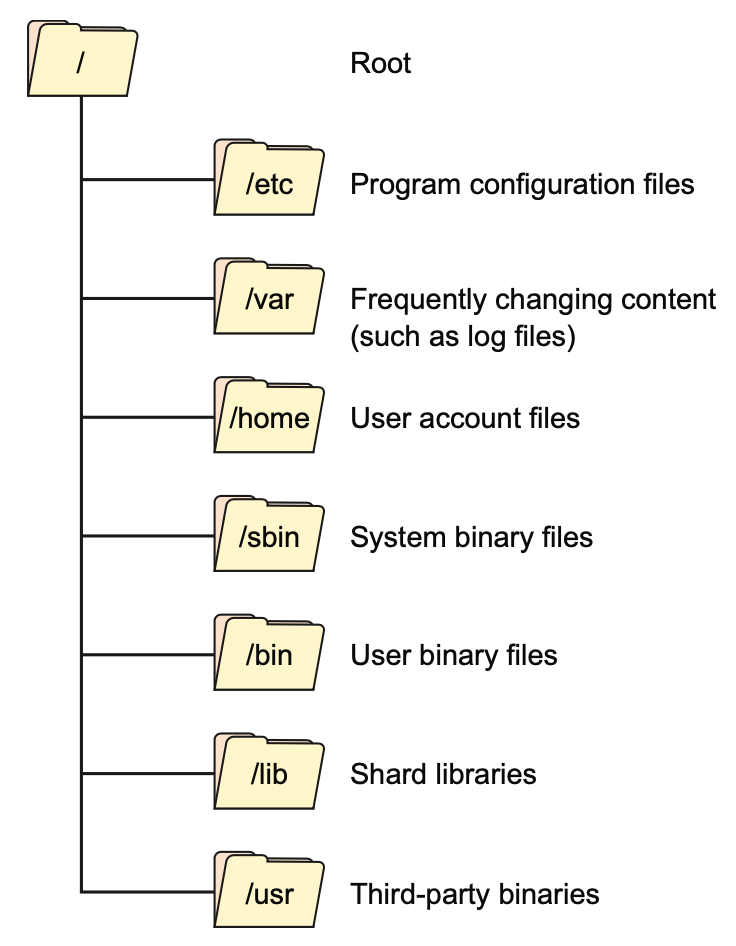 /
Root
/etc
Program configuration files
/var
Frequently changing content
(such as log files)
/home
User account files
/sbin
System binary files
/bin
User binary files
/lib
Shard libraries
/usr
Third-party binaries